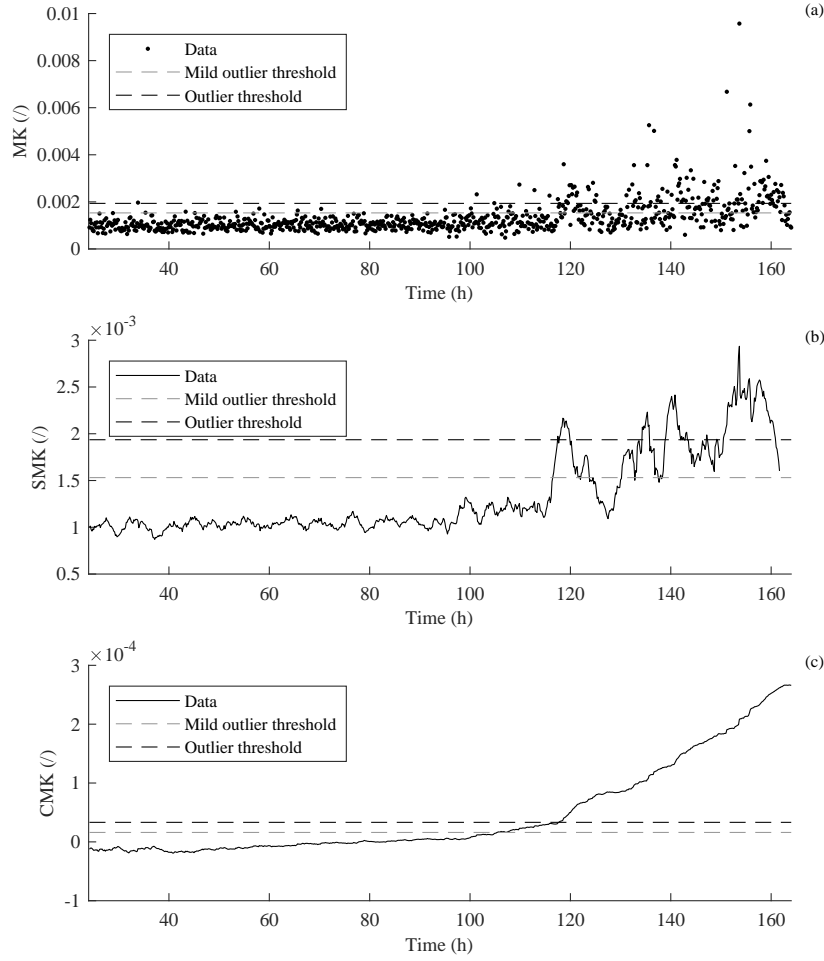 (a)
0.01
0.008
0.006
0.004
0.002
0
MK (/)
Data
Mild outlier threshold
Outlier threshold
40 60 80 100 120 140 160
Time (h)
(b)
×10⁻³
3
2.5
2
1.5
1
0.5
SMK (/)
Data
Mild outlier threshold
Outlier threshold
40 60 80 100 120 140 160
Time (h)
(c)
×10⁻⁴
3
2
1
0
-1
CMK (/)
Data
Mild outlier threshold
Outlier threshold
40 60 80 100 120 140 160
Time (h)